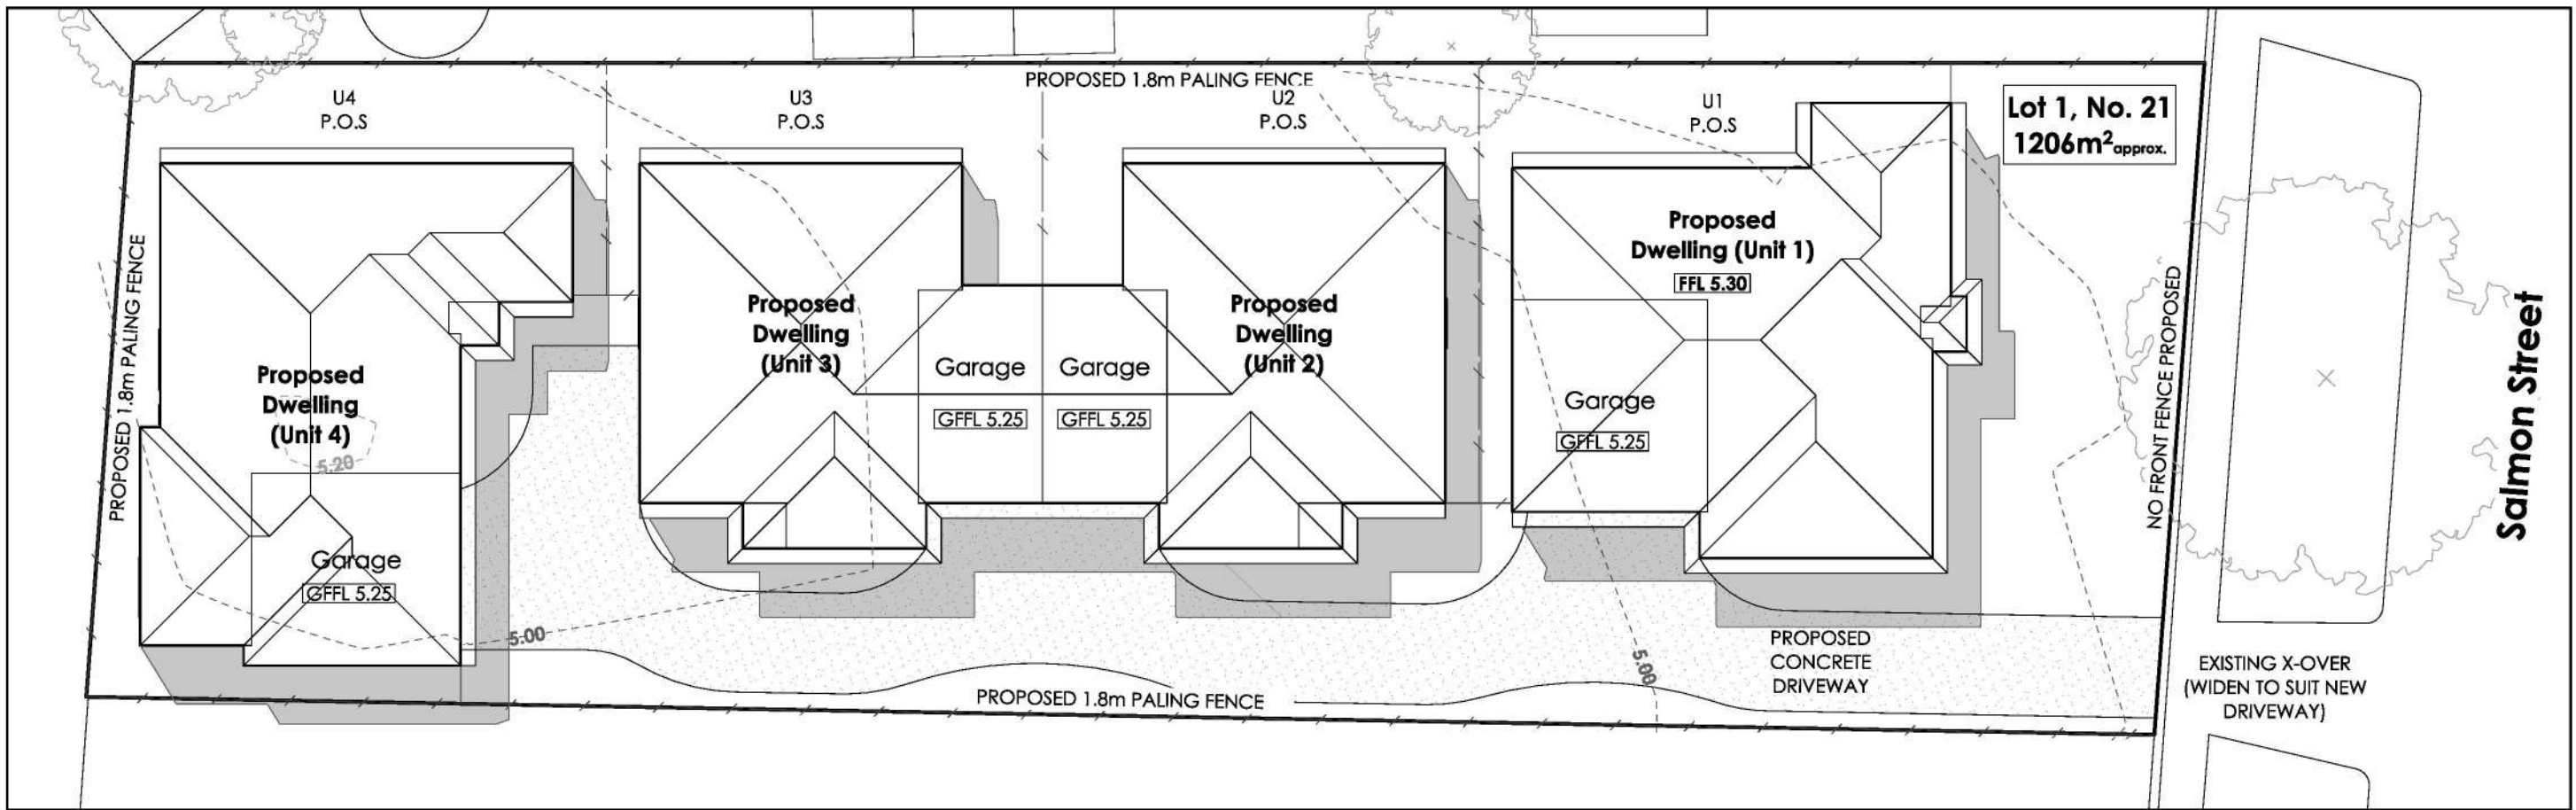 PROPOSED 1.8m PALING FENCE
U4
P.O.S
U3
P.O.S
U2
P.O.S
U1
P.O.S
Lot 1, No. 21
1206m² approx.
Proposed
Dwelling (Unit 1)
FFL 5.30
Garage
GFFL 5.25
Proposed
Dwelling
(Unit 2)
Garage
GFFL 5.25
Proposed
Dwelling
(Unit 3)
Garage
GFFL 5.25
Proposed
Dwelling
(Unit 4)
5.20
Garage
GFFL 5.25
PROPOSED 1.8m PALING FENCE
5.00
5.00
PROPOSED 1.8m PALING FENCE
PROPOSED
CONCRETE
DRIVEWAY
NO FRONT FENCE PROPOSED
Salmon Street
EXISTING X-OVER
(WIDEN TO SUIT NEW
DRIVEWAY)